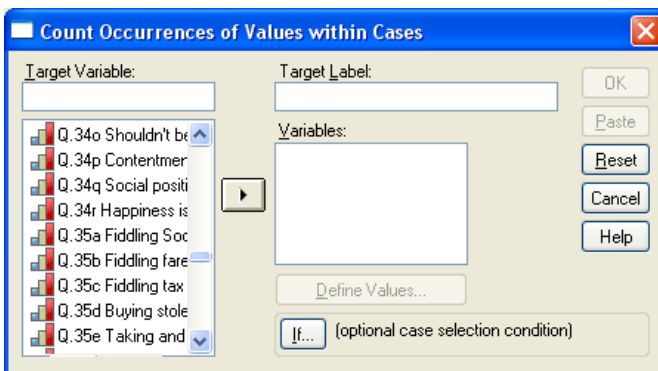 Count Occurrences of Values within Cases
Target Variable:
Target Label:
Q.34o Shouldn't be
Q.34p Contentmer
Q.34q Social positi
Q.34r Happiness is
Q.35a Fiddling Soc
Q.35b Fiddling fare
Q.35c Fiddling tax
Q.35d Buying stole
Q.35e Taking and
Variables:
Define Values...
If... (optional case selection condition)
OK
Paste
Reset
Cancel
Help